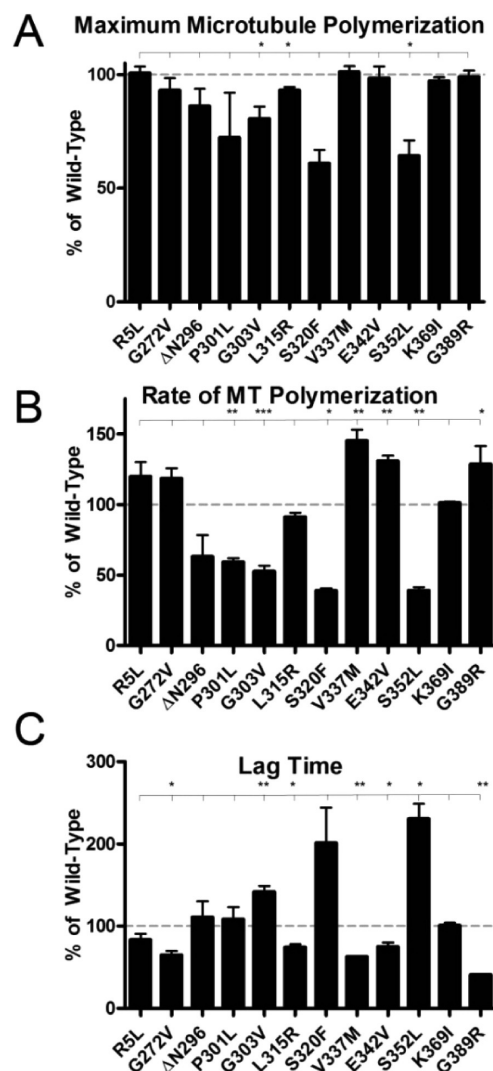 A
Maximum Microtubule Polymerization
* * *
% of Wild-Type
100
50
0
R5L G272V ΔN296 P301L G303V L315R S320F V337M E342V S352L K369I G389R
B
Rate of MT Polymerization
** *** * ** ** ** *
% of Wild-Type
150
100
50
0
R5L G272V ΔN296 P301L G303V L315R S320F V337M E342V S352L K369I G389R
C
Lag Time
* ** * ** * * **
% of Wild-Type
300
200
100
0
R5L G272V ΔN296 P301L G303V L315R S320F V337M E342V S352L K369I G389R